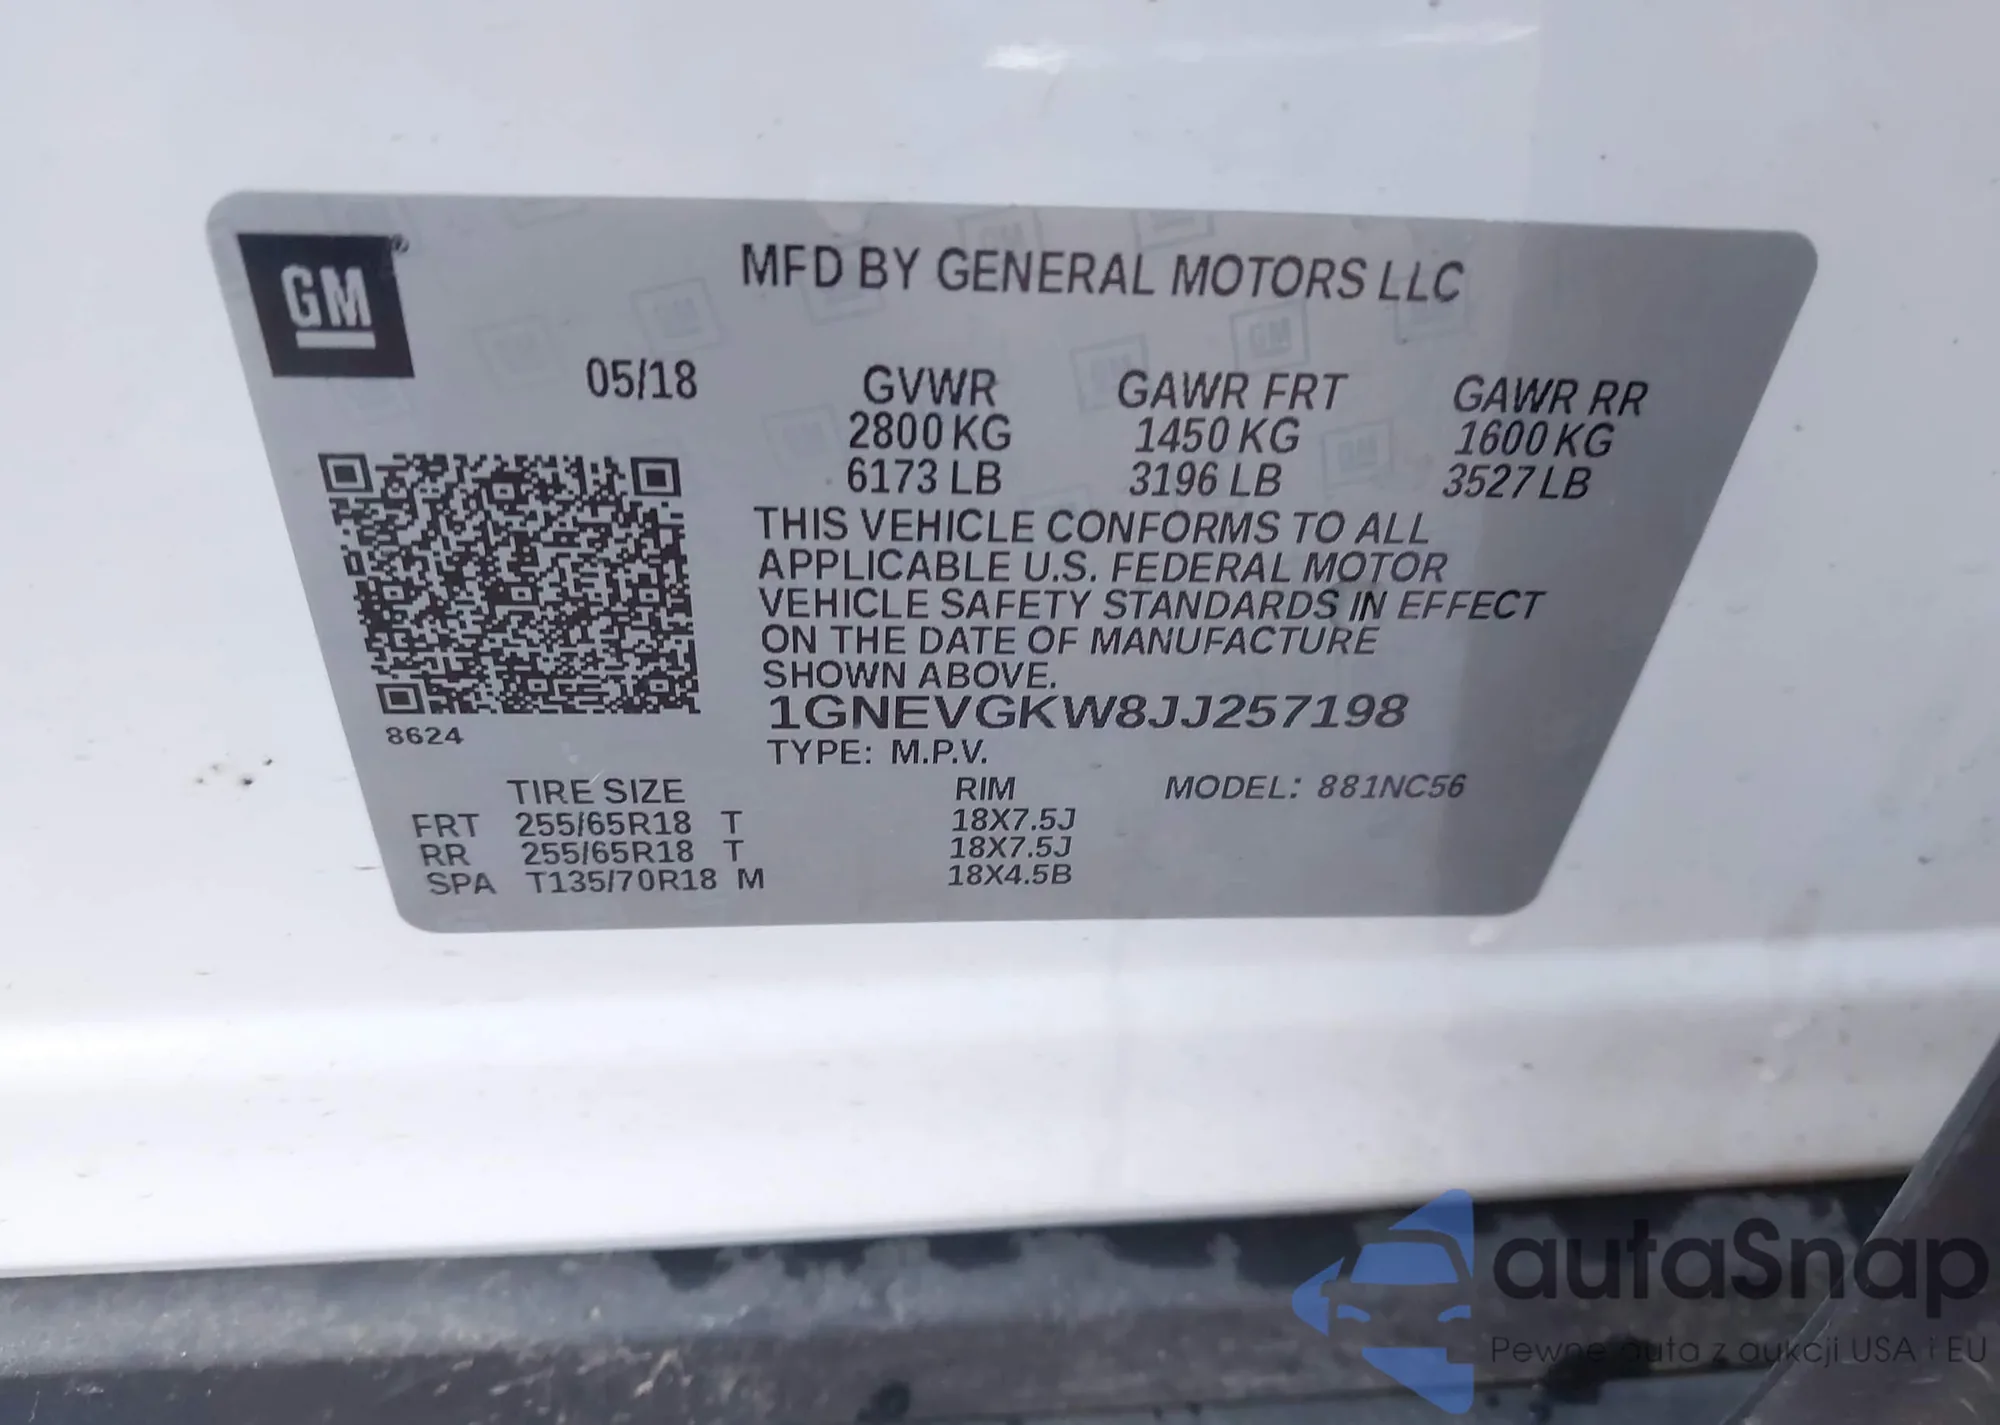 GM ®
MFD BY GENERAL MOTORS LLC
05/18 GVWR GAWR FRT GAWR RR
2800 KG 1450 KG 1600 KG
6173 LB 3196 LB 3527 LB
THIS VEHICLE CONFORMS TO ALL
APPLICABLE U.S. FEDERAL MOTOR
VEHICLE SAFETY STANDARDS IN EFFECT
ON THE DATE OF MANUFACTURE
SHOWN ABOVE.
1GNEVGKW8JJ257198
8624
TYPE: M.P.V.
TIRE SIZE RIM MODEL: 881NC56
FRT 255/65R18 T 18X7.5J
RR 255/65R18 T 18X7.5J
SPA T135/70R18 M 18X4.5B
autaSnap
Pewne auta z aukcji USA i EU